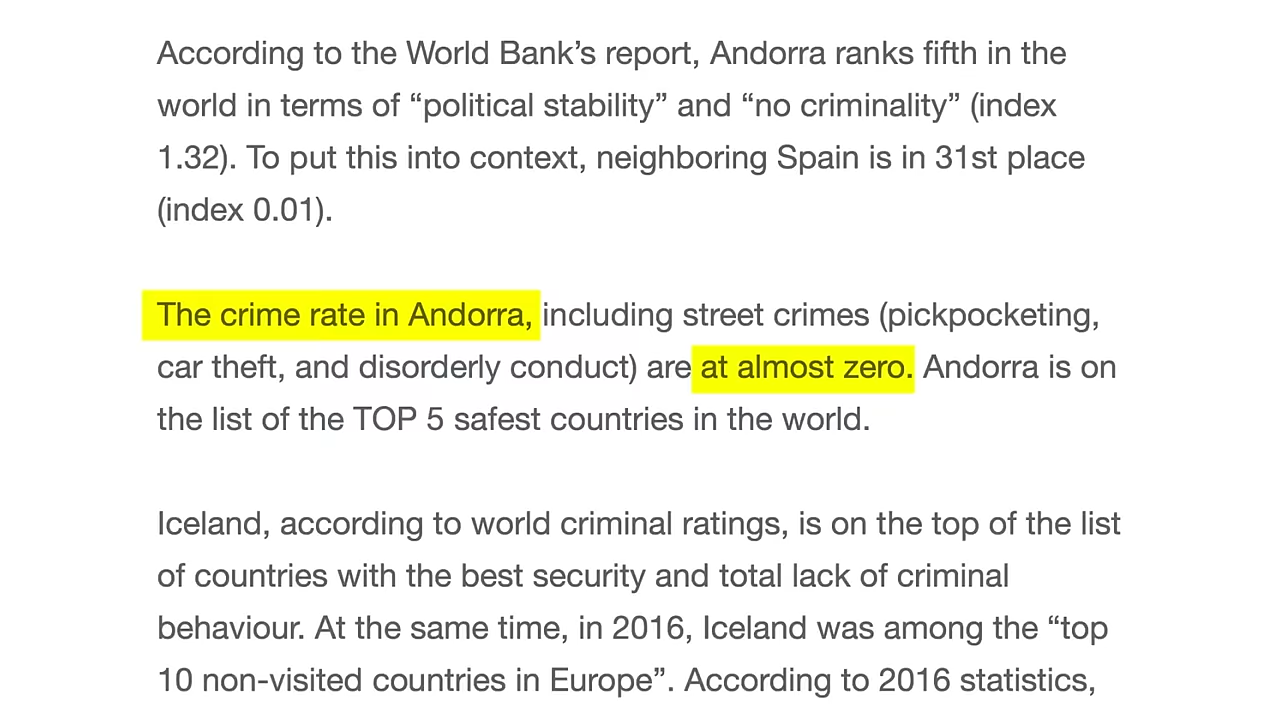 According to the World Bank’s report, Andorra ranks fifth in the
world in terms of “political stability” and “no criminality” (index
1.32). To put this into context, neighboring Spain is in 31st place
(index 0.01).
The crime rate in Andorra, including street crimes (pickpocketing,
car theft, and disorderly conduct) are at almost zero. Andorra is on
the list of the TOP 5 safest countries in the world.
Iceland, according to world criminal ratings, is on the top of the list
of countries with the best security and total lack of criminal
behaviour. At the same time, in 2016, Iceland was among the “top
10 non-visited countries in Europe”. According to 2016 statistics,